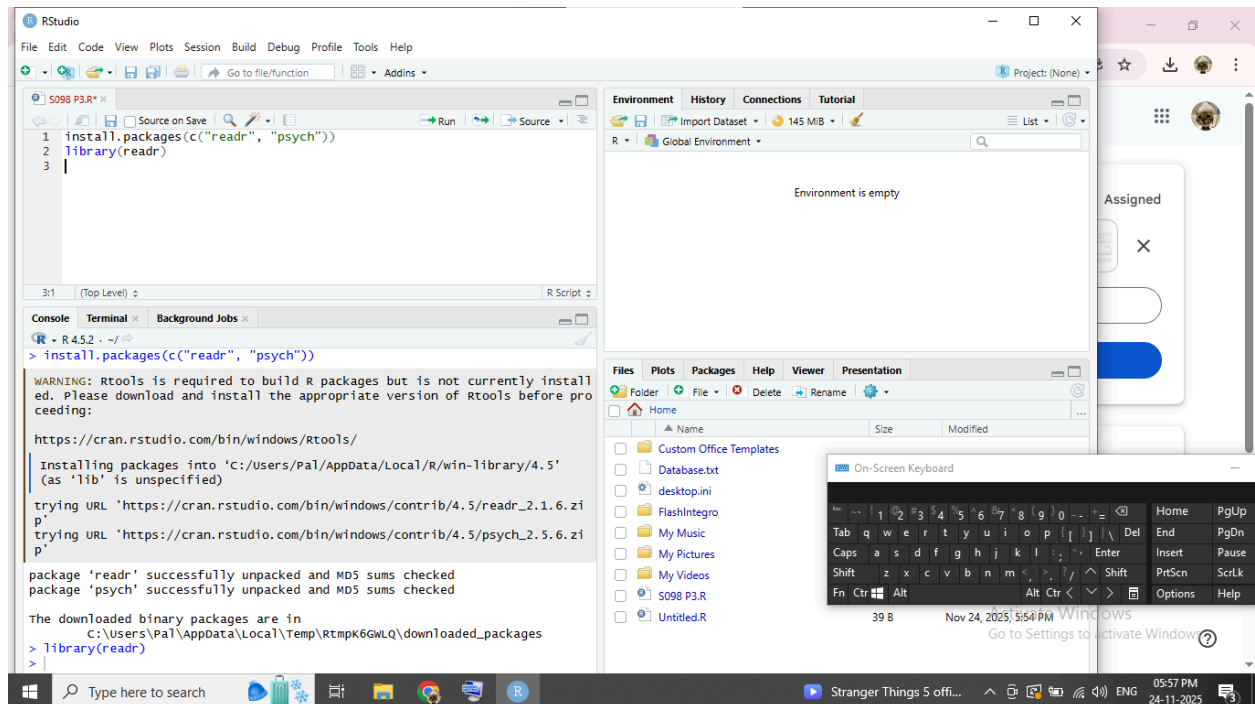 RStudio
File Edit Code View Plots Session Build Debug Profile Tools Help
Go to file/function Addins Project: (None)
S098 P3.R*
Source on Save Run Source
1 install.packages(c("readr", "psych"))
2 library(readr)
3
3:1 (Top Level) R Script
Console Terminal Background Jobs
R 4.5.2 · ~/
> install.packages(c("readr", "psych"))
WARNING: Rtools is required to build R packages but is not currently install
ed. Please download and install the appropriate version of Rtools before pro
ceeding:
https://cran.rstudio.com/bin/windows/Rtools/
Installing packages into ‘C:/Users/Pal/AppData/Local/R/win-library/4.5’
(as ‘lib’ is unspecified)
trying URL 'https://cran.rstudio.com/bin/windows/contrib/4.5/readr_2.1.6.zi
p'
trying URL 'https://cran.rstudio.com/bin/windows/contrib/4.5/psych_2.5.6.zi
p'
package ‘readr’ successfully unpacked and MD5 sums checked
package ‘psych’ successfully unpacked and MD5 sums checked
The downloaded binary packages are in
C:\Users\Pal\AppData\Local\Temp\RtmpK6GWLQ\downloaded_packages
> library(readr)
>
Environment History Connections Tutorial
Import Dataset 145 MiB List
R Global Environment
Environment is empty
Files Plots Packages Help Viewer Presentation
Folder File Delete Rename
Home ...
Name Size Modified
Custom Office Templates
Database.txt
desktop.ini
FlashIntegro
My Music
My Pictures
My Videos
S098 P3.R
Untitled.R 39 B Nov 24, 2025, 5:54 PM
Assigned
On-Screen Keyboard
! 1 @ 2 # 3 $ 4 % 5 ^ 6 & 7 * 8 ( 9 ) 0 _ - + = Home PgUp
Tab q w e r t y u i o p { [ } ] | \ Del End PgDn
Caps a s d f g h j k l : ; " ' Enter Insert Pause
Shift z x c v b n m < , > . ? / Shift PrtScn ScrLk
Fn Ctr Alt Alt Ctr Options Help
Activate Windows
Go to Settings to activate Windows.
Type here to search
Stranger Things 5 offi... ENG 05:57 PM
24-11-2025 3